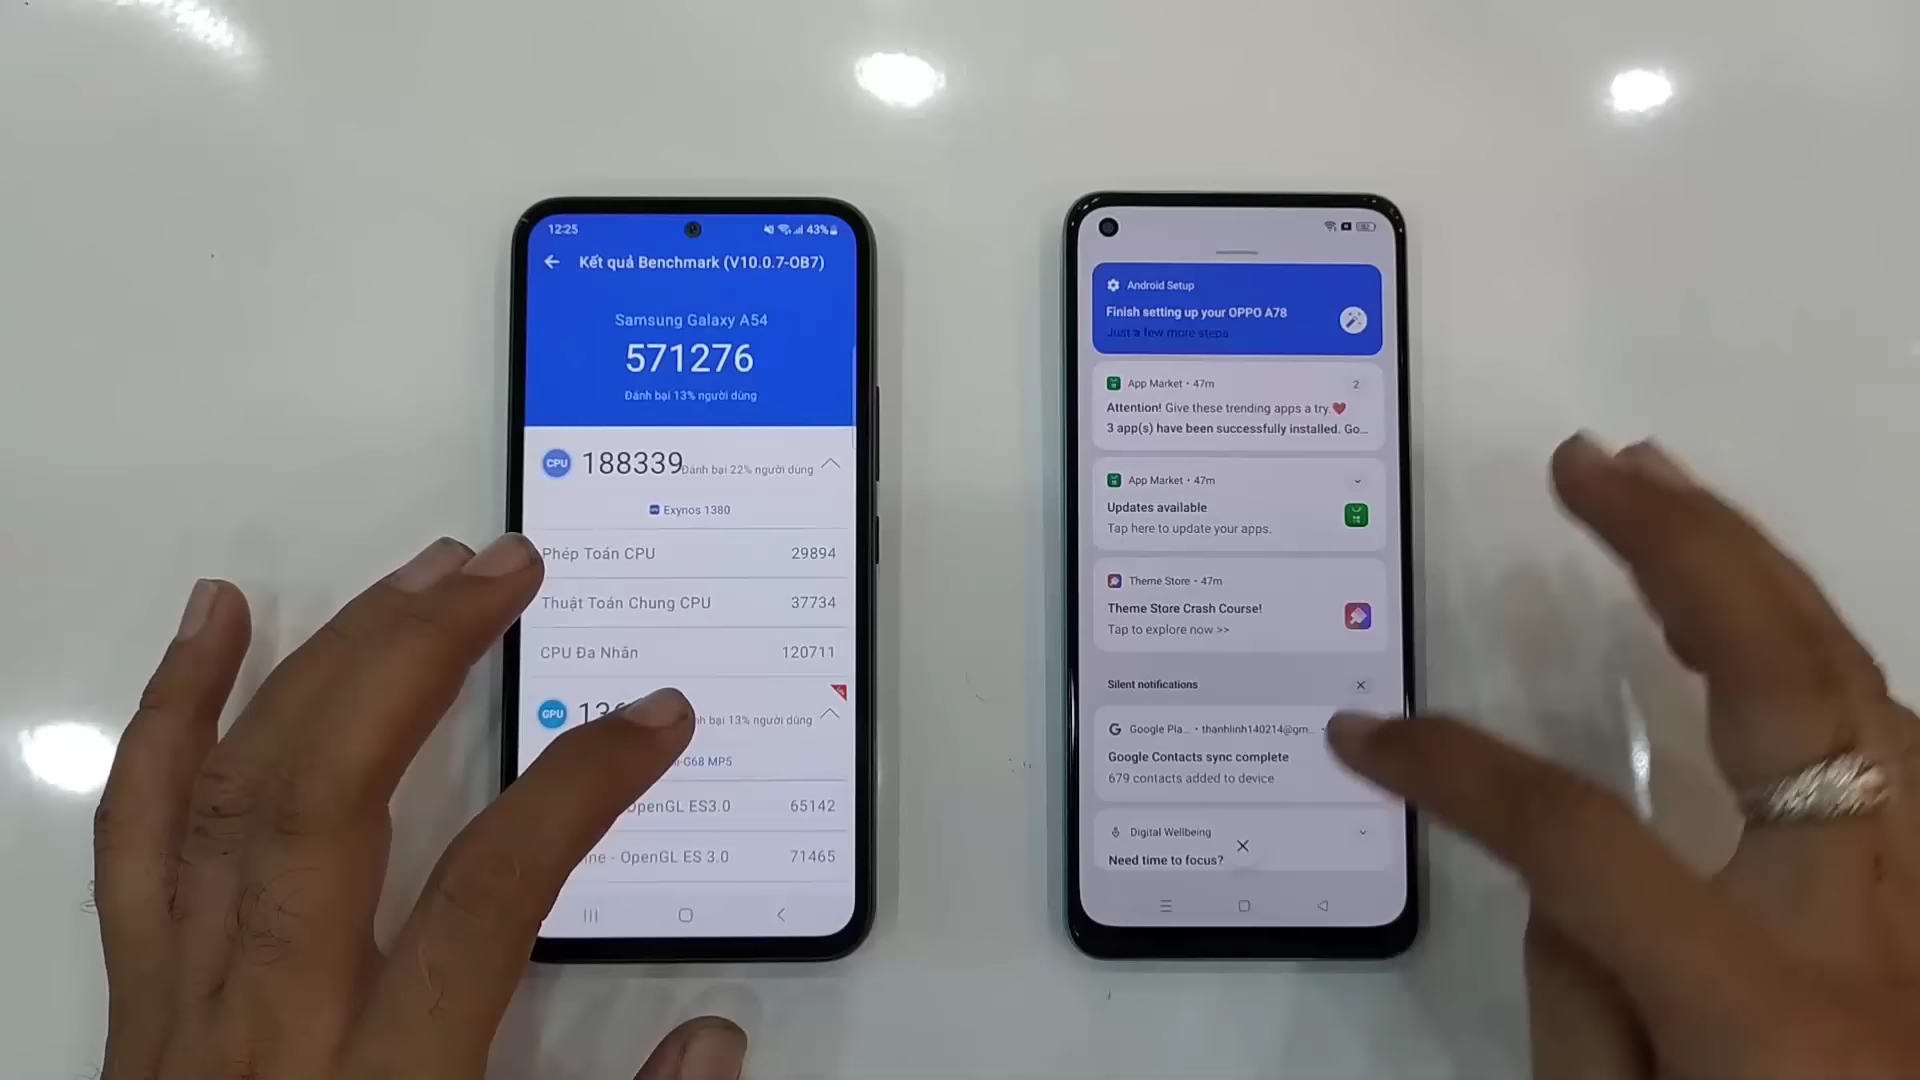 12:25
43%
Kết quả Benchmark (V10.0.7-OB7)
Samsung Galaxy A54
571276
Đánh bại 13% người dùng
CPU
188339
Đánh bại 22% người dùng
Exynos 1380
Phép Toán CPU 29894
Thuật Toán Chung CPU 37734
CPU Đa Nhân 120711
GPU
bại 13% người dùng
G68 MP5
OpenGL ES3.0 65142
OpenGL ES 3.0 71465
Android Setup
Finish setting up your OPPO A78
Just a few more steps
App Market • 47m 2
Attention! Give these trending apps a try.❤️
3 app(s) have been successfully installed. Go...
App Market • 47m
Updates available
Tap here to update your apps.
Theme Store • 47m
Theme Store Crash Course!
Tap to explore now >>
Silent notifications
Google Pla... • thanhlinh140214@gm...
Google Contacts sync complete
679 contacts added to device
Digital Wellbeing
Need time to focus?